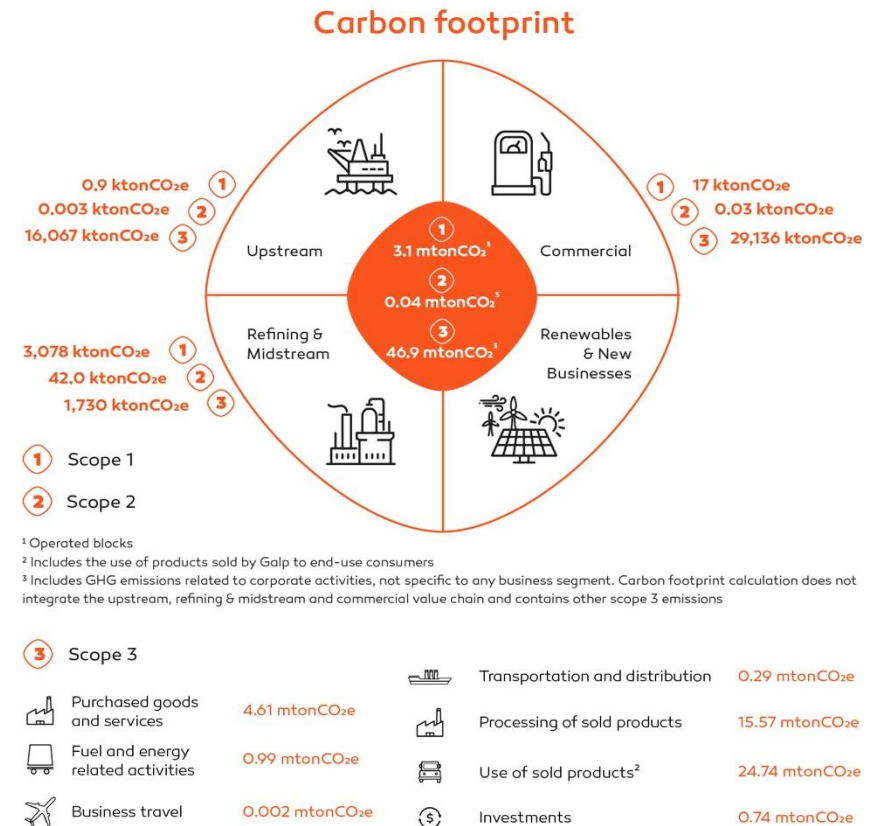 Carbon footprint
0.9 ktonCO₂e 1
0.003 ktonCO₂e 2
16,067 ktonCO₂e 3
Upstream
1 17 ktonCO₂e
2 0.03 ktonCO₂e
3 29,136 ktonCO₂e
Commercial
1
3.1 mtonCO₂³
2
0.04 mtonCO₂³
3
46.9 mtonCO₂³
3,078 ktonCO₂e 1
42.0 ktonCO₂e 2
1,730 ktonCO₂e 3
Refining &
Midstream
Renewables
& New
Businesses
1 Scope 1
2 Scope 2
¹ Operated blocks
² Includes the use of products sold by Galp to end-use consumers
³ Includes GHG emissions related to corporate activities, not specific to any business segment. Carbon footprint calculation does not
integrate the upstream, refining & midstream and commercial value chain and contains other scope 3 emissions
3 Scope 3
Purchased goods
and services
4.61 mtonCO₂e
Fuel and energy
related activities
0.99 mtonCO₂e
Business travel 0.002 mtonCO₂e
Transportation and distribution 0.29 mtonCO₂e
Processing of sold products 15.57 mtonCO₂e
Use of sold products² 24.74 mtonCO₂e
$
Investments 0.74 mtonCO₂e